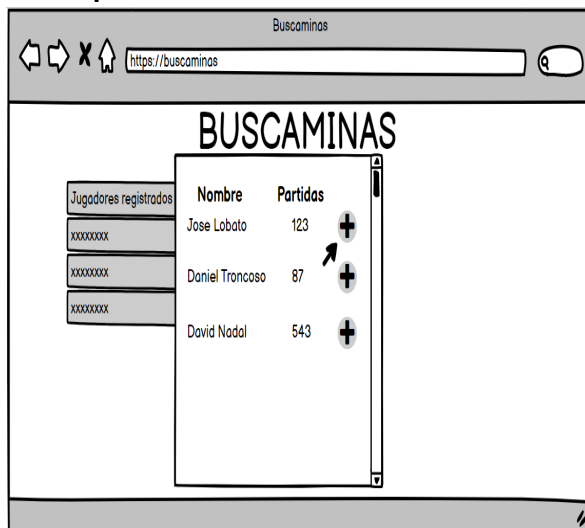 Buscaminas
https://buscaminas
BUSCAMINAS
Jugadores registrados
xxxxxxxx
xxxxxxxx
xxxxxxxx
Nombre Partidas
Jose Lobato 123
Daniel Troncoso 87
David Nadal 543